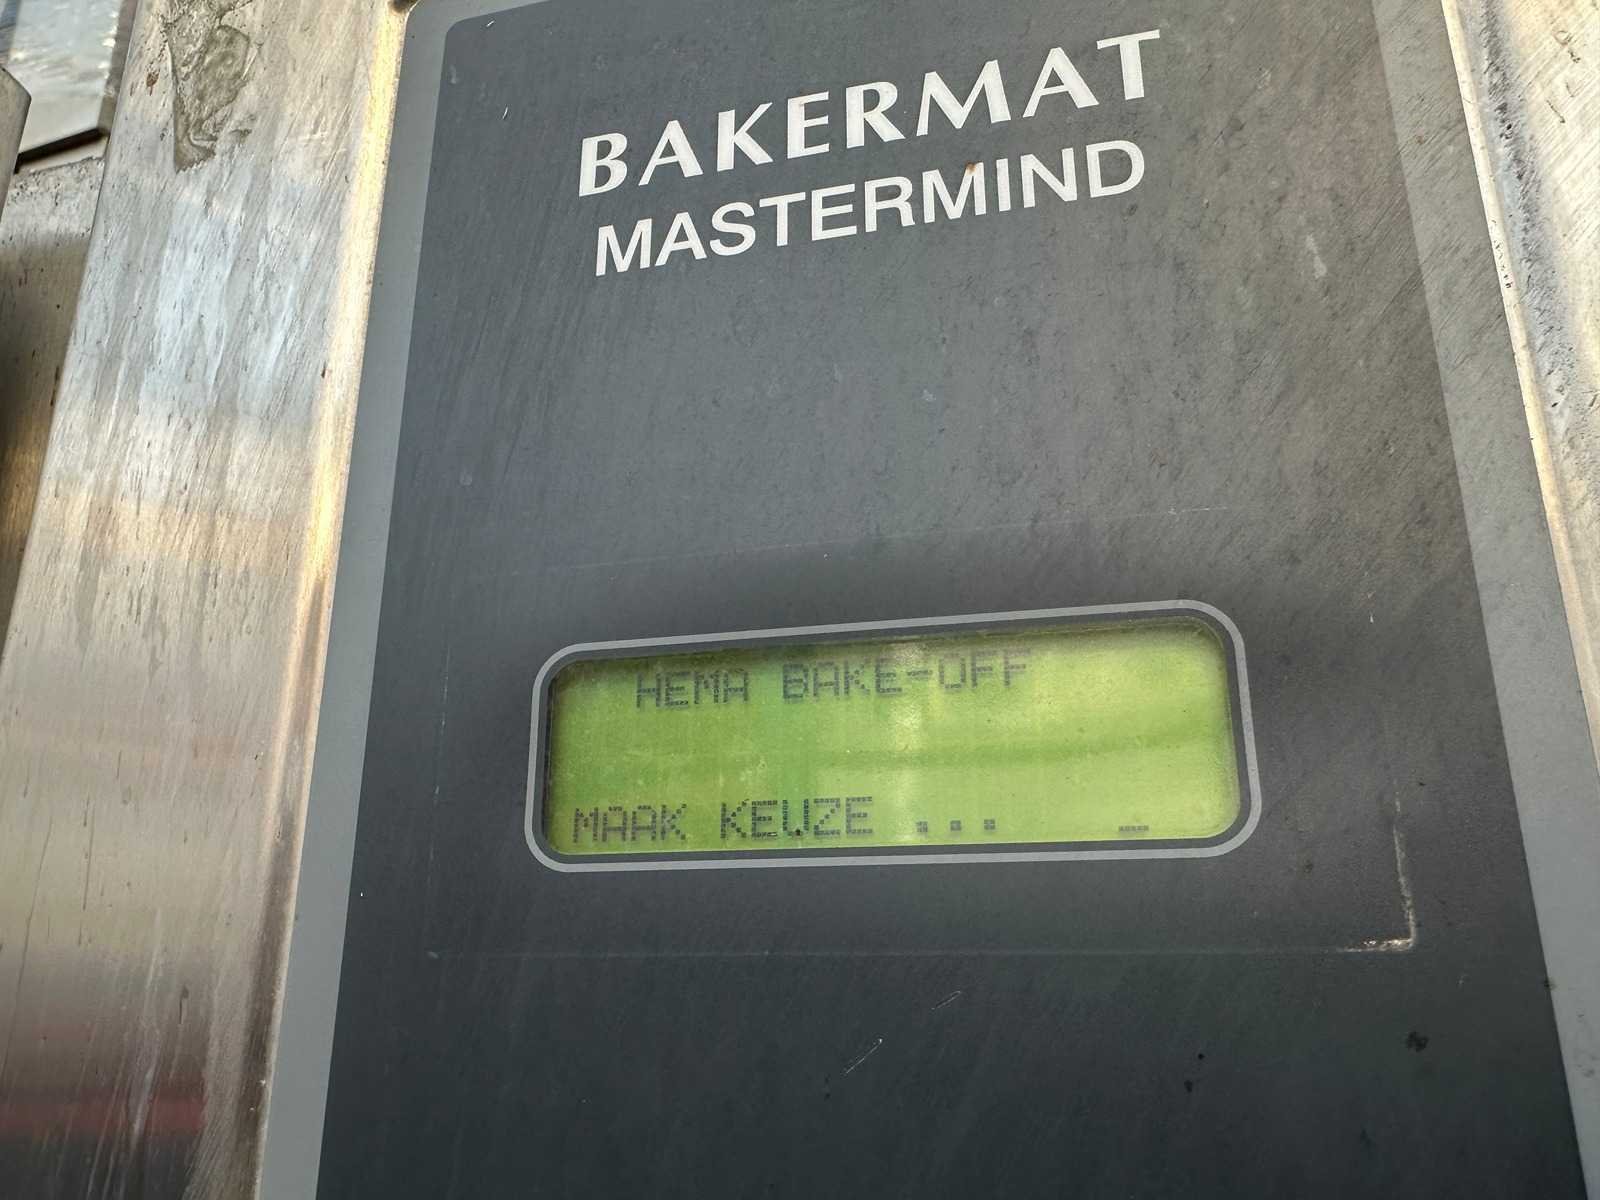 BAKERMAT
MASTERMIND
HEMA BAKE-OFF
MAAK KEUZE ... _